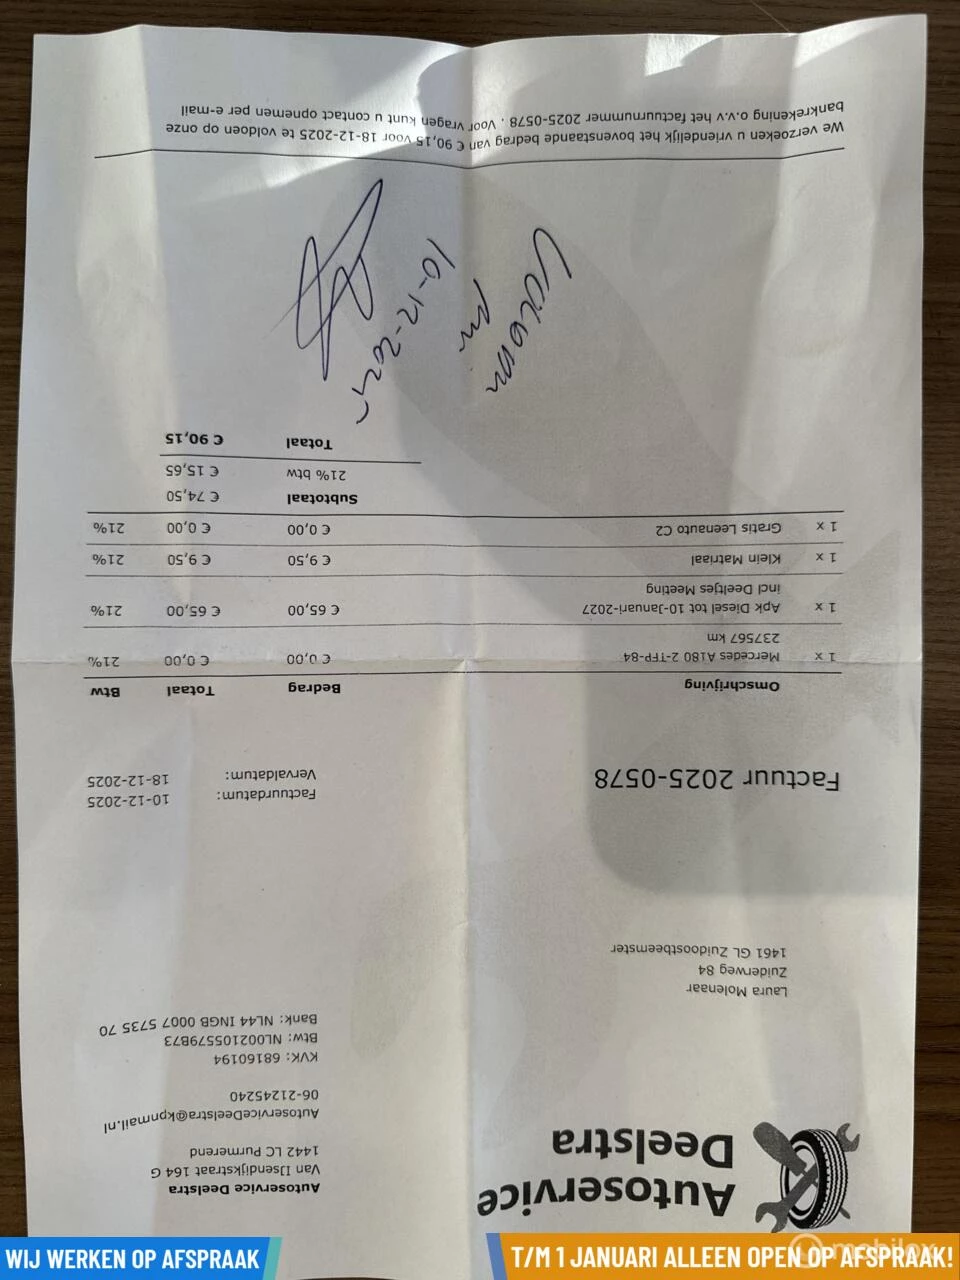 Autoservice
Deelstra
Autoservice Deelstra
Van IJsendijkstraat 164 G
1442 LC Purmerend
AutoserviceDeelstra@kpnmail.nl
06-21245240
KVK: 68160194
Btw: NL002105579B73
Bank: NL44 INGB 0007 5735 70
Laura Molenaar
Zuiderweg 84
1461 GL Zuidoostbeemster
Factuur 2025-0578
Factuurdatum: 10-12-2025
Vervaldatum: 18-12-2025
Omschrijving Bedrag Totaal Btw
1 x Mercedes A180 2-TFP-84 € 0,00 € 0,00 21%
237567 km
1 x Apk Diesel tot 10-Januari-2027 € 65,00 € 65,00 21%
incl Deeltjes Meeting
1 x Klein Matriaal € 9,50 € 9,50 21%
1 x Gratis Leenauto C2 € 0,00 € 0,00 21%
Subtotaal € 74,50
21% btw € 15,65
Totaal € 90,15
Voldaan
pin
10-12-2025
We verzoeken u vriendelijk het bovenstaande bedrag van € 90,15 voor 18-12-2025 te voldoen op onze
bankrekening o.v.v het factuurnummer 2025-0578 . Voor vragen kunt u contact opnemen per e-mail
WIJ WERKEN OP AFSPRAAK
T/M 1 JANUARI ALLEEN OPEN OP AFSPRAAK!
mobilox